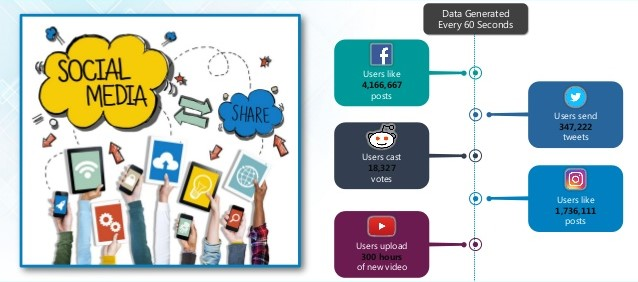 SOCIAL
MEDIA
SHARE
Data Generated
Every 60 Seconds
Users like
4,166,667
posts
Users send
347,222
tweets
Users cast
18,327
votes
Users like
1,736,111
posts
Users upload
300 hours
of new video